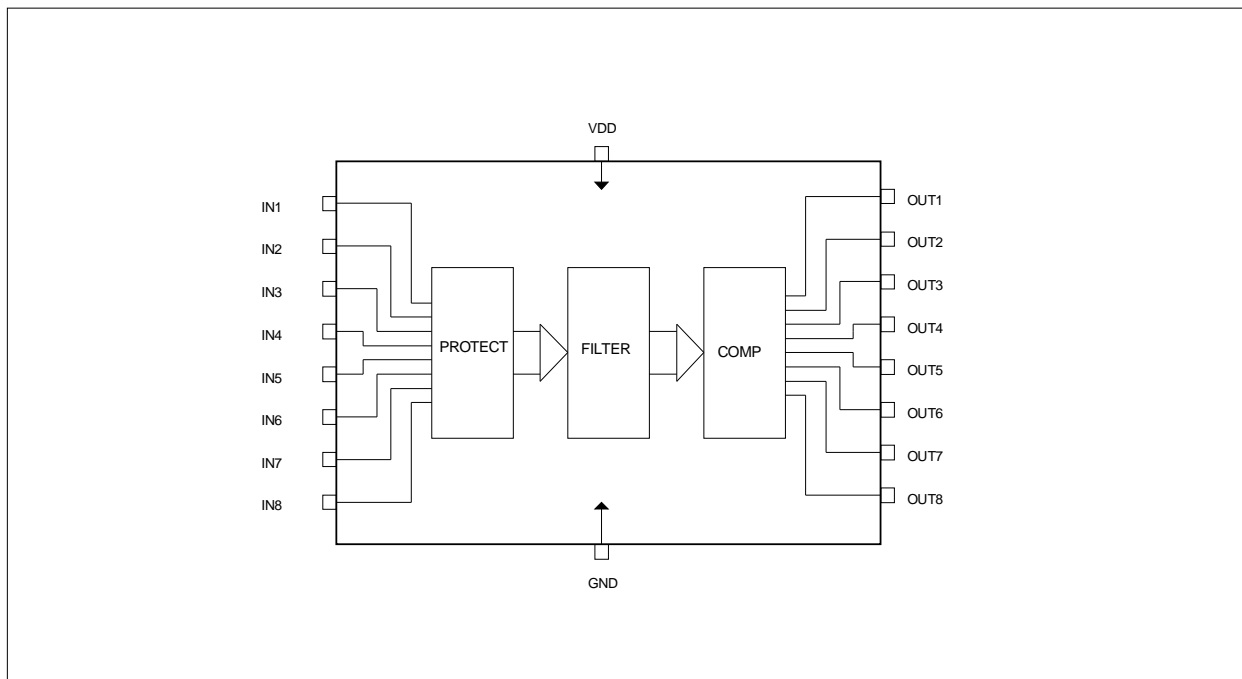 VDD
IN1
IN2
IN3
IN4
IN5
IN6
IN7
IN8
PROTECT
FILTER
COMP
OUT1
OUT2
OUT3
OUT4
OUT5
OUT6
OUT7
OUT8
GND